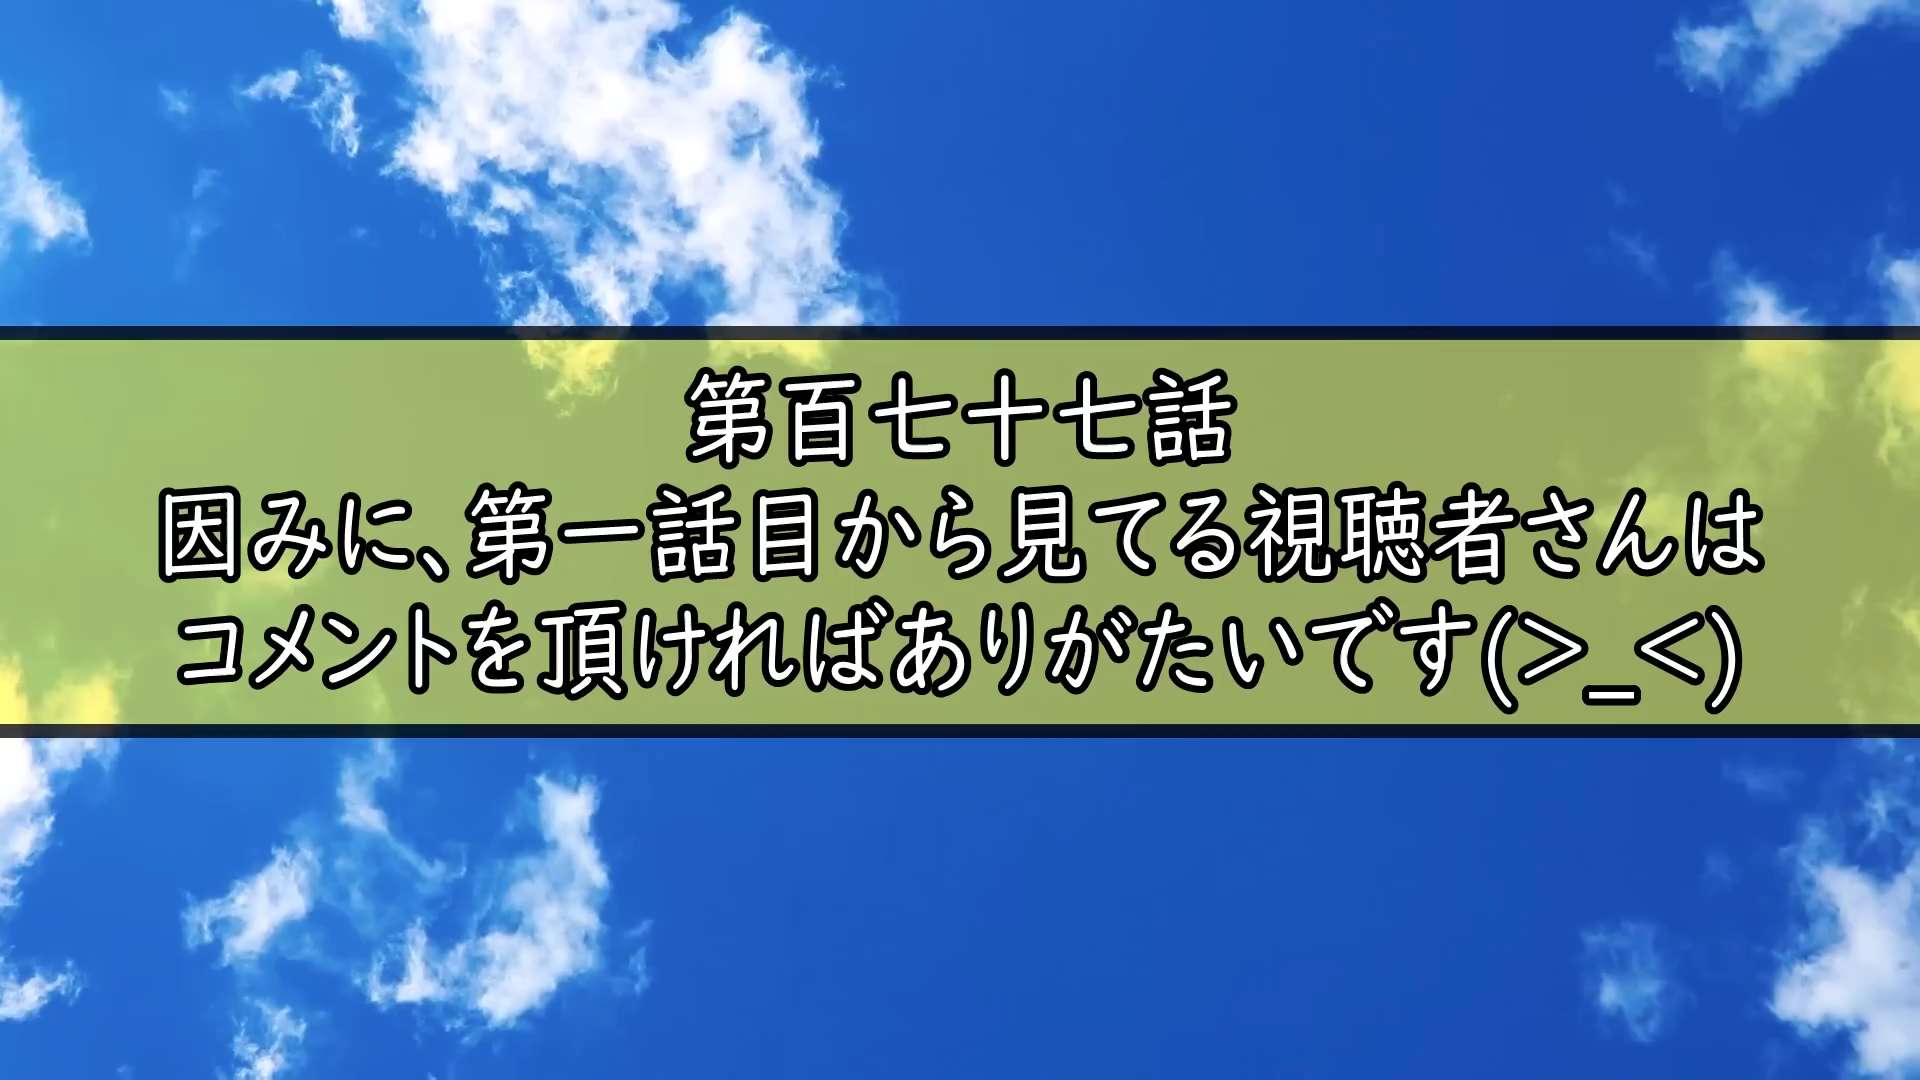 第百七十七話
因みに、第一話目から見てる視聴者さんは
コメントを頂ければありがたいです(>_<)